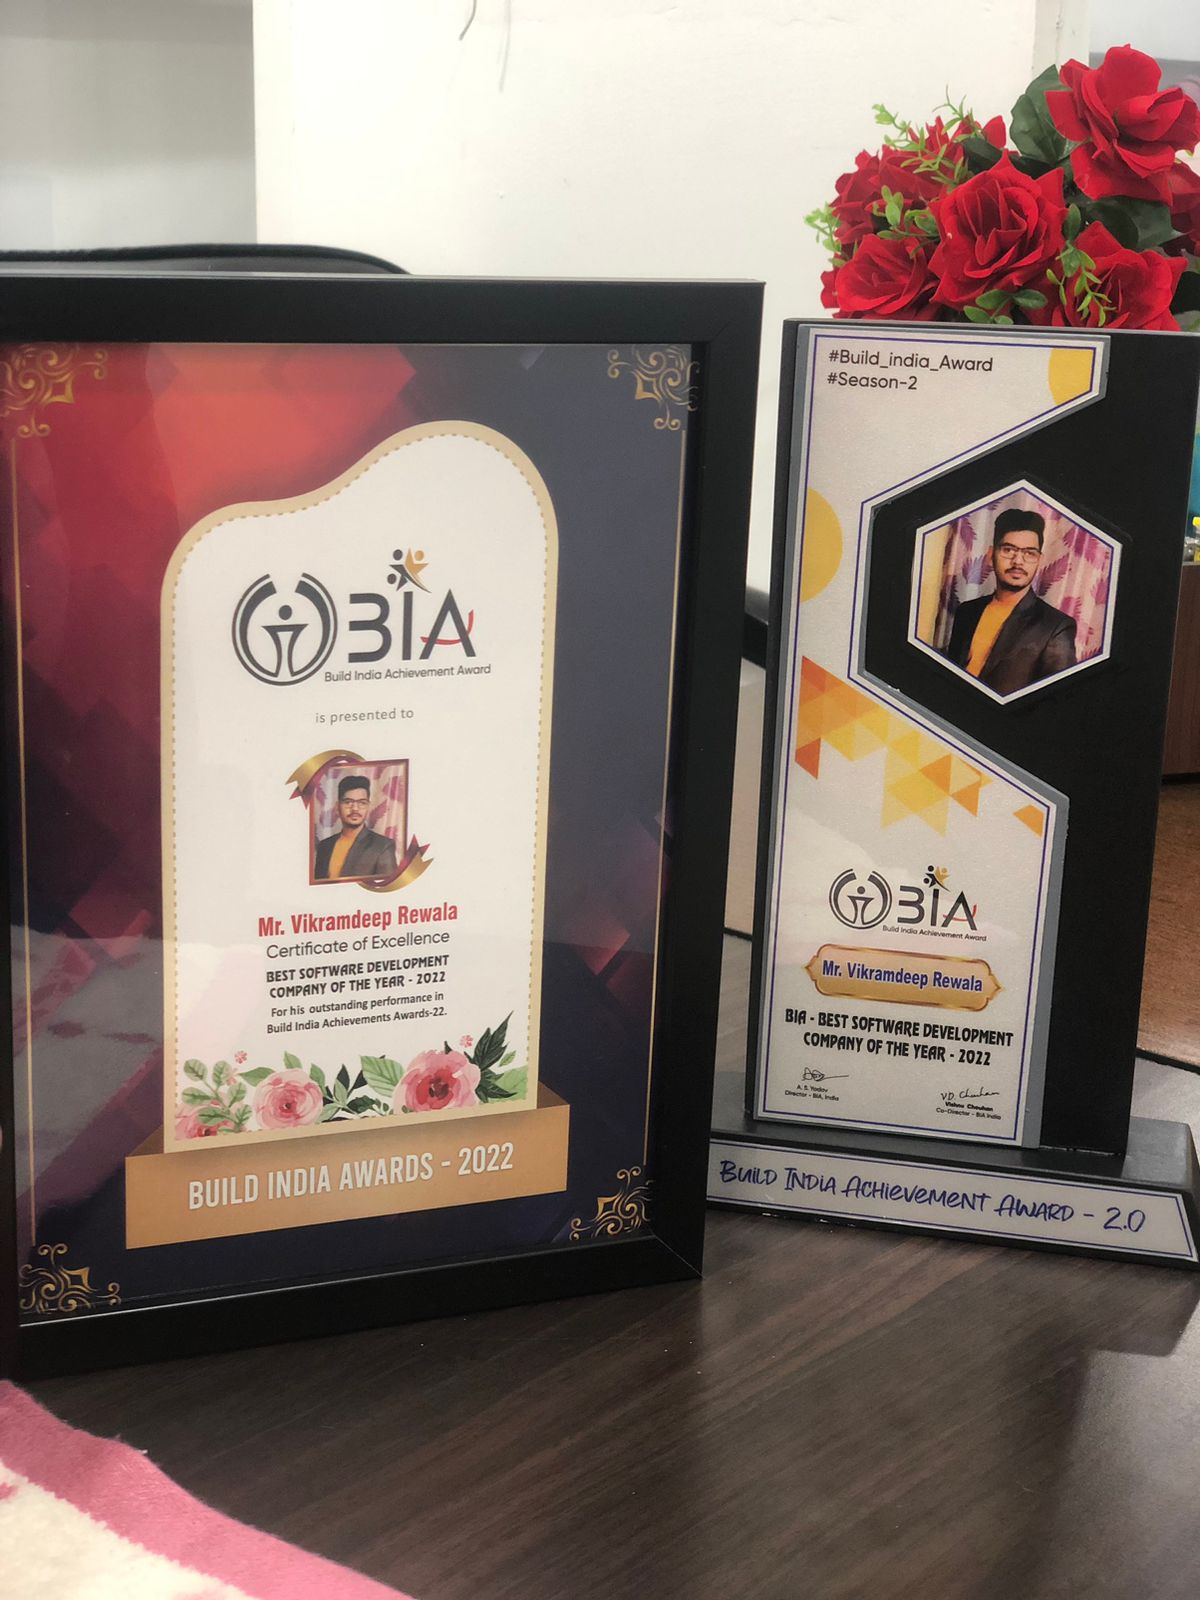 BIA
Build India Achievement Award
is presented to
Mr. Vikramdeep Rewala
Certificate of Excellence
BEST SOFTWARE DEVELOPMENT
COMPANY OF THE YEAR - 2022
For his outstanding performance in
Build India Achievements Awards-22.
BUILD INDIA AWARDS - 2022
#Build_india_Award
#Season-2
BIA
Build India Achievement Award
Mr. Vikramdeep Rewala
BIA - BEST SOFTWARE DEVELOPMENT
COMPANY OF THE YEAR - 2022
A. S. Yadav
Director - BIA, India
V.D. Chauhan
Vishnu Chouhan
Co-Director - BIA India
BUILD INDIA ACHIEVEMENT AWARD - 2.0